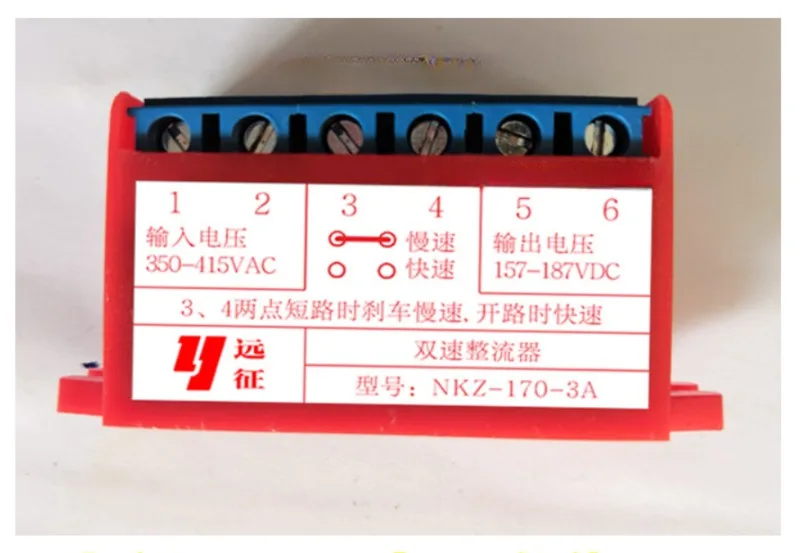 1 2 3 4 5 6
输入电压
350-415VAC
慢速
快速
输出电压
157-187VDC
3、4两点短路时刹车慢速,开路时快速
远征
双速整流器
型号：NKZ-170-3A